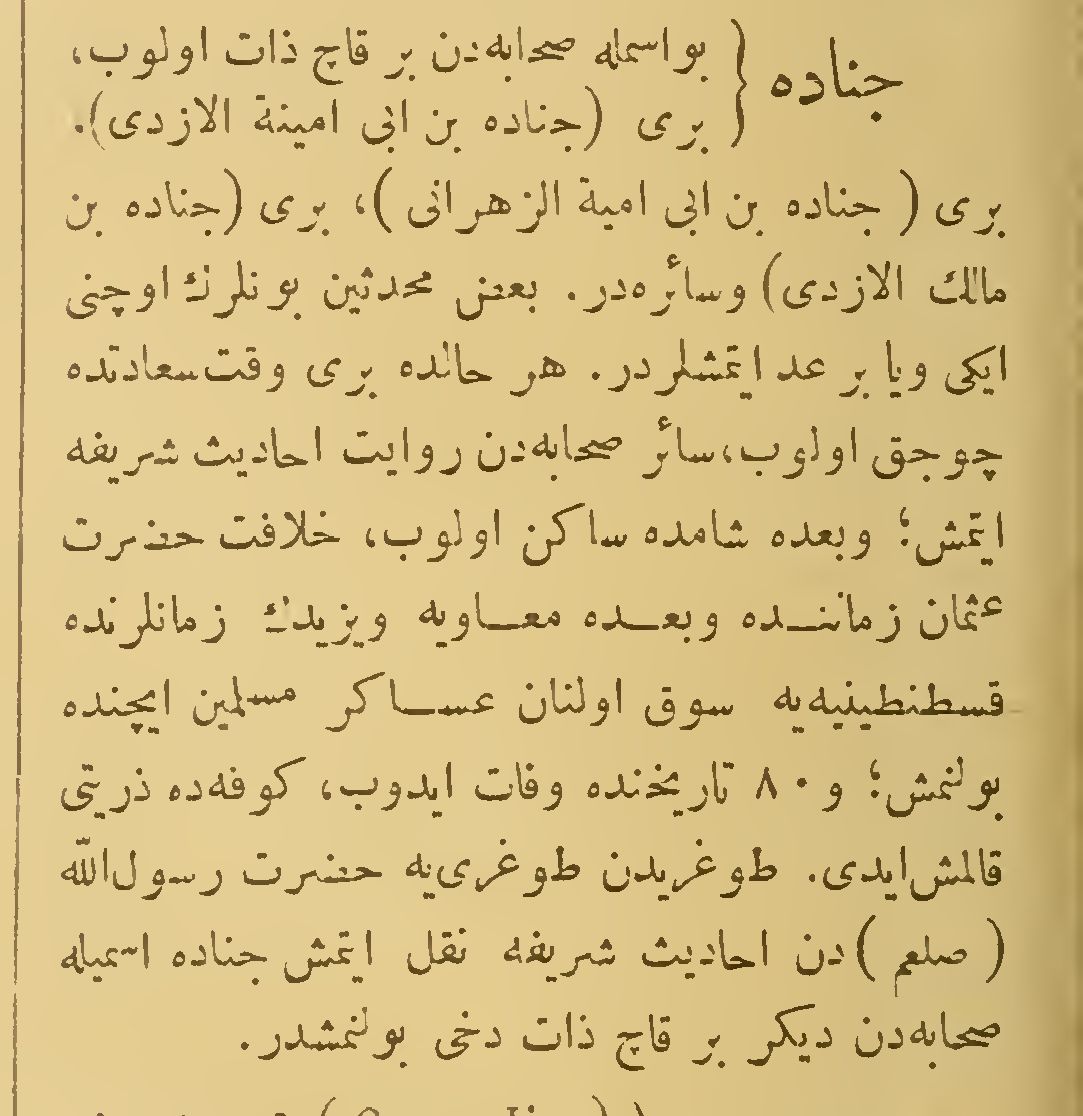 جناده { بو اسمله صحابه‌دن بر قاچ ذات اولوب،
بری (جناده بن ابی امینة الازدی).
بری ( جناده بن ابی امیة الزهرانی )، بری (جناده بن
مالك الازدی) وسائره‌در. بعض محدثین بونلرڭ اوچنی
ایکی ویا بر عد ایتمشلردر. هر حالده بری وقت سعادتده
چوجق اولوب، سائر صحابه‌دن روایت احادیث شریفه
ایتمش؛ وبعده شامده ساکن اولوب، خلافت حضرت
عثمان زماننده وبعده معاویه ویزیدڭ زمانلرنده
قسطنطینیه‌یه سوق اولنان عساکر مسلمین ایچنده
بولنمش؛ و ٨٠ تاریخنده وفات ایدوب، کوفه‌ده ذریتی
قالمش‌ایدی. طوغریدن طوغری‌یه حضرت رسول‌الله
( صلعم )دن احادیث شریفه نقل ایتمش جناده اسمیله
صحابه‌دن دیکر بر قاچ ذات دخی بولنمشدر.